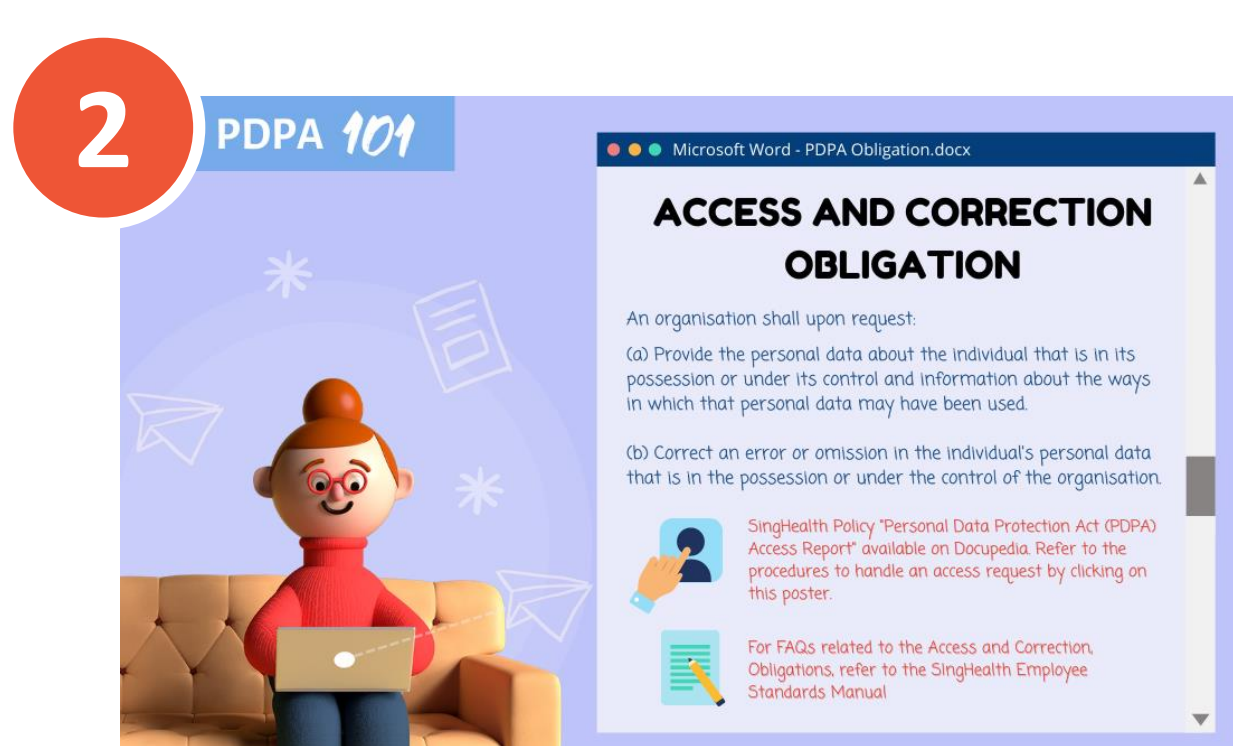 2
PDPA 101
Microsoft Word - PDPA Obligation.docx
ACCESS AND CORRECTION
OBLIGATION
An organisation shall upon request:
(a) Provide the personal data about the individual that is in its
possession or under its control and information about the ways
in which that personal data may have been used.
(b) Correct an error or omission in the individual's personal data
that is in the possession or under the control of the organisation.
SingHealth Policy "Personal Data Protection Act (PDPA)
Access Report" available on Docupedia. Refer to the
procedures to handle an access request by clicking on
this poster.
For FAQs related to the Access and Correction,
Obligations, refer to the SIngHealth Employee
Standards Manual